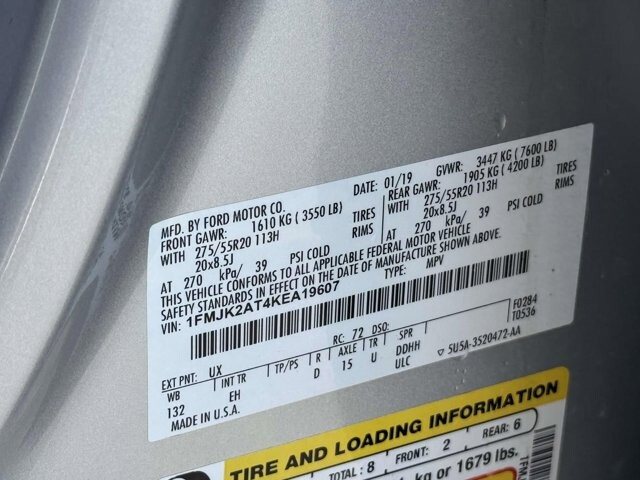 MFD. BY FORD MOTOR CO.
DATE: 01/19 GVWR: 3447 KG ( 7600 LB)
FRONT GAWR: 1610 KG ( 3550 LB) REAR GAWR: 1905 KG ( 4200 LB)
WITH 275/55R20 113H TIRES WITH 275/55R20 113H TIRES
20x8.5J RIMS 20x8.5J RIMS
AT 270 kPa/ 39 PSI COLD AT 270 kPa/ 39 PSI COLD
THIS VEHICLE CONFORMS TO ALL APPLICABLE FEDERAL MOTOR VEHICLE
SAFETY STANDARDS IN EFFECT ON THE DATE OF MANUFACTURE SHOWN ABOVE.
VIN: 1FMJK2AT4KEA19607 TYPE: MPV
F0284
T0536
EXT PNT: UX RC: 72 DSO:
WB INT TR TP/PS R AXLE TR SPR
132 EH D 15 U DDHH
ULC
5U5A-3520472-AA
MADE IN U.S.A.
TIRE AND LOADING INFORMATION
TOTAL: 8 FRONT: 2 REAR: 6
kg or 1679 lbs.